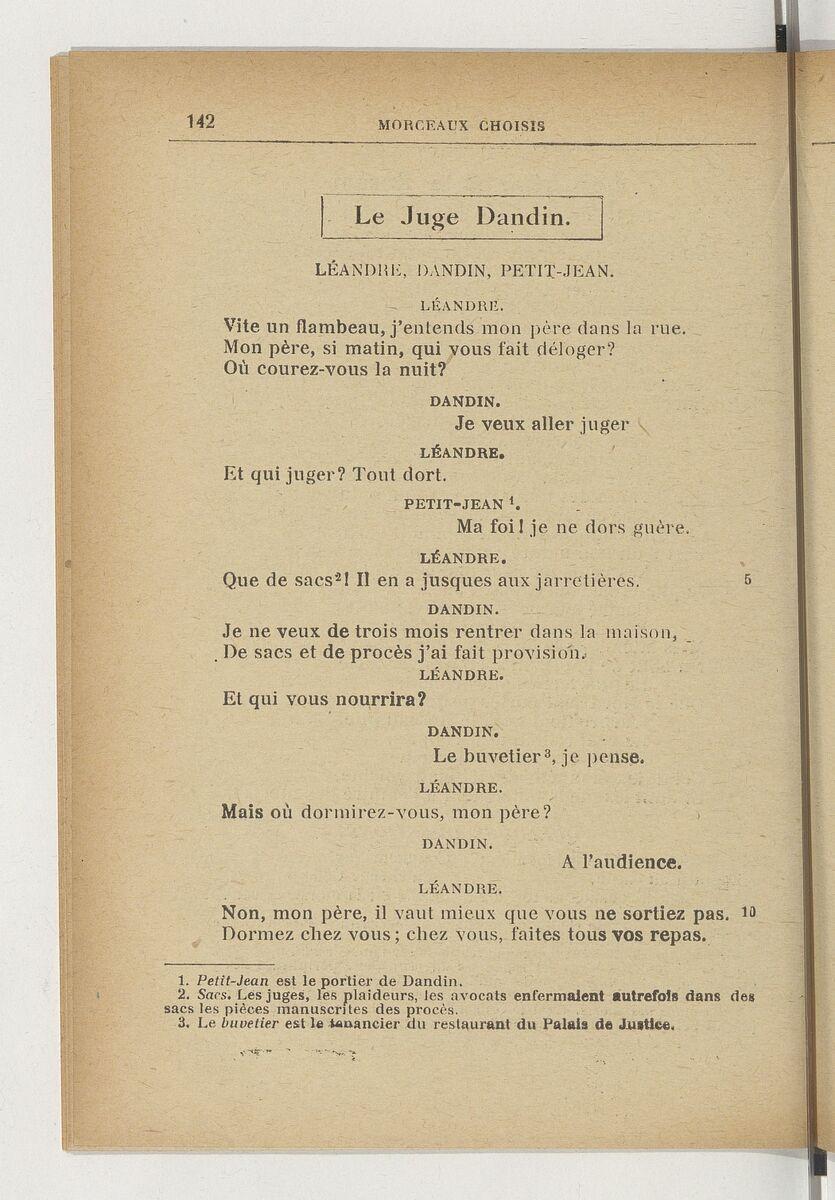 142
MORCEAUX CHOISIS
Le Juge Dandin.
LÉANDRE, DANDIN, PETIT-JEAN.
LÉANDRE.
Vite un flambeau, j'entends mon père dans la rue.
Mon père, si matin, qui vous fait déloger?
Où courez-vous la nuit?
DANDIN.
Je veux aller juger
LÉANDRE.
Et qui juger? Tout dort.
PETIT-JEAN ¹.
Ma foi! je ne dors guère.
LÉANDRE.
Que de sacs²! Il en a jusques aux jarretières. 5
DANDIN.
Je ne veux de trois mois rentrer dans la maison,
De sacs et de procès j'ai fait provision.
LÉANDRE.
Et qui vous nourrira?
DANDIN.
Le buvetier³, je pense.
LÉANDRE.
Mais où dormirez-vous, mon père?
DANDIN.
A l'audience.
LÉANDRE.
Non, mon père, il vaut mieux que vous ne sortiez pas. 10
Dormez chez vous; chez vous, faites tous vos repas.
1. Petit-Jean est le portier de Dandin.
2. Sacs. Les juges, les plaideurs, les avocats enfermaient autrefois dans des
sacs les pièces manuscrites des procès.
3. Le buvetier est le tenancier du restaurant du Palais de Justice.